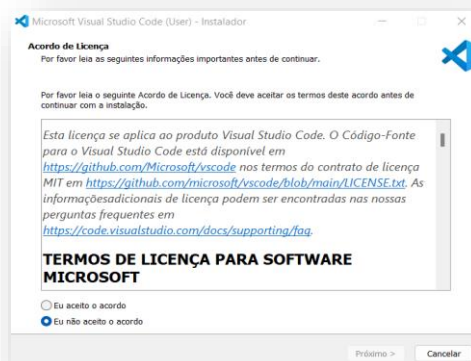 Microsoft Visual Studio Code (User) - Instalador
Acordo de Licença
Por favor leia as seguintes informações importantes antes de continuar.
Por favor leia o seguinte Acordo de Licença. Você deve aceitar os termos deste acordo antes de
continuar com a instalação.
Esta licença se aplica ao produto Visual Studio Code. O Código-Fonte
para o Visual Studio Code está disponível em
https://github.com/Microsoft/vscode nos termos do contrato de licença
MIT em https://github.com/microsoft/vscode/blob/main/LICENSE.txt. As
informaçõesadicionais de licença podem ser encontradas nas nossas
perguntas frequentes em
https://code.visualstudio.com/docs/supporting/faq.
TERMOS DE LICENÇA PARA SOFTWARE
MICROSOFT
Eu aceito o acordo
Eu não aceito o acordo
Próximo >
Cancelar